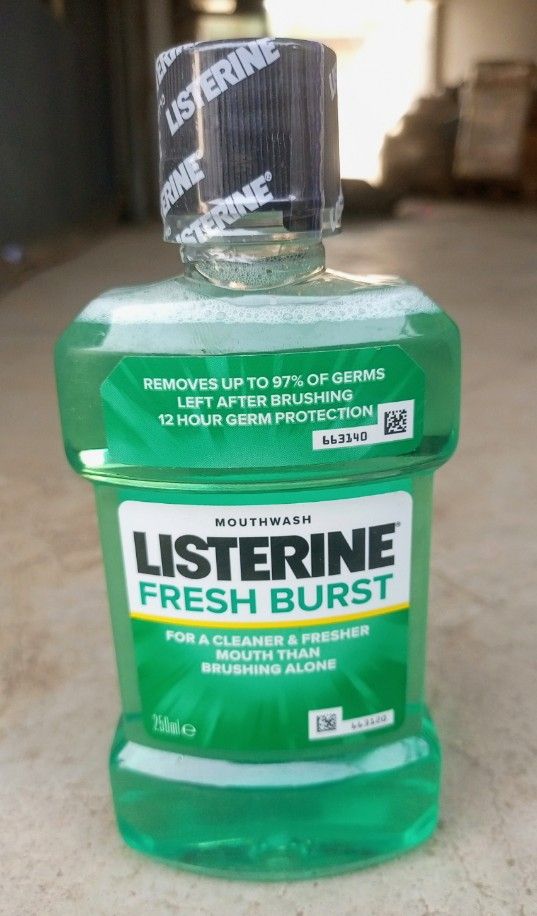 LISTERINE
LISTERINE
LISTERINE®
REMOVES UP TO 97% OF GERMS
LEFT AFTER BRUSHING
12 HOUR GERM PROTECTION
663140
MOUTHWASH
LISTERINE®
FRESH BURST
FOR A CLEANER & FRESHER
MOUTH THAN
BRUSHING ALONE
250ml e